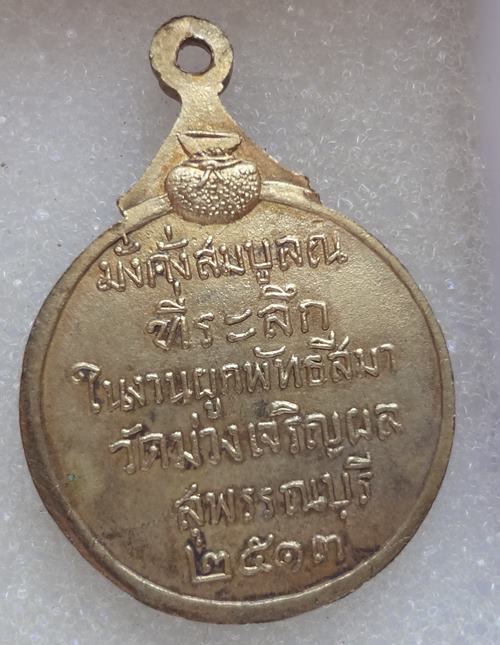 มั่งคั่งสมบูลณ์
ที่ระลึก
ในงานผูกพัทธสีมา
วัดม่วงเจริญผล
สุพรรณบุรี
๒๕๑๓